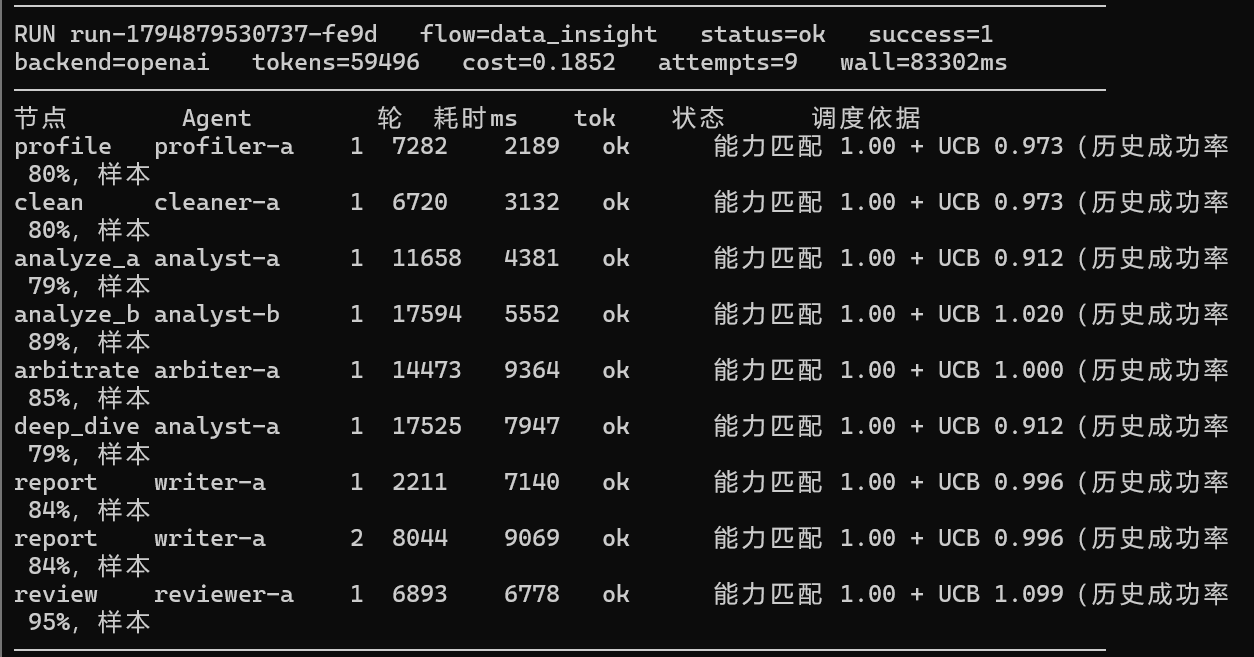 RUN run-1794879530737-fe9d   flow=data_insight   status=ok   success=1
backend=openai   tokens=59496   cost=0.1852   attempts=9   wall=83302ms
节点        Agent         轮  耗时ms    tok    状态      调度依据
profile   profiler-a    1  7282    2189   ok      能力匹配 1.00 + UCB 0.973（历史成功率
 80%, 样本
clean     cleaner-a     1  6720    3132   ok      能力匹配 1.00 + UCB 0.973（历史成功率
 80%, 样本
analyze_a analyst-a     1  11658   4381   ok      能力匹配 1.00 + UCB 0.912（历史成功率
 79%, 样本
analyze_b analyst-b     1  17594   5552   ok      能力匹配 1.00 + UCB 1.020（历史成功率
 89%, 样本
arbitrate arbiter-a     1  14473   9364   ok      能力匹配 1.00 + UCB 1.000（历史成功率
 85%, 样本
deep_dive analyst-a     1  17525   7947   ok      能力匹配 1.00 + UCB 0.912（历史成功率
 79%, 样本
report    writer-a      1  2211    7140   ok      能力匹配 1.00 + UCB 0.996（历史成功率
 84%, 样本
report    writer-a      2  8044    9069   ok      能力匹配 1.00 + UCB 0.996（历史成功率
 84%, 样本
review    reviewer-a    1  6893    6778   ok      能力匹配 1.00 + UCB 1.099（历史成功率
 95%, 样本